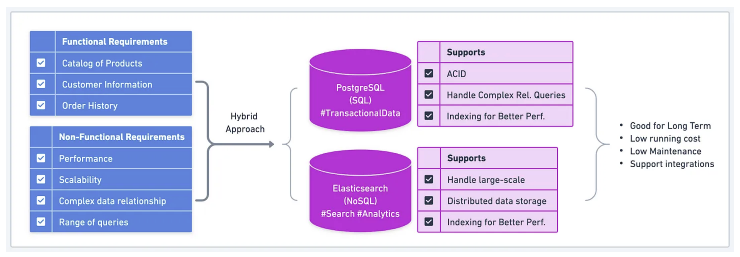 Functional Requirements
Catalog of Products
Customer Information
Order History
Non-Functional Requirements
Performance
Scalability
Complex data relationship
Range of queries
Hybrid
Approach
PostgreSQL
(SQL)
#TransactionalData
Supports
ACID
Handle Complex Rel. Queries
Indexing for Better Perf.
Elasticsearch
(NoSQL)
#Search #Analytics
Supports
Handle large-scale
Distributed data storage
Indexing for Better Perf.
• Good for Long Term
• Low running cost
• Low Maintenance
• Support integrations